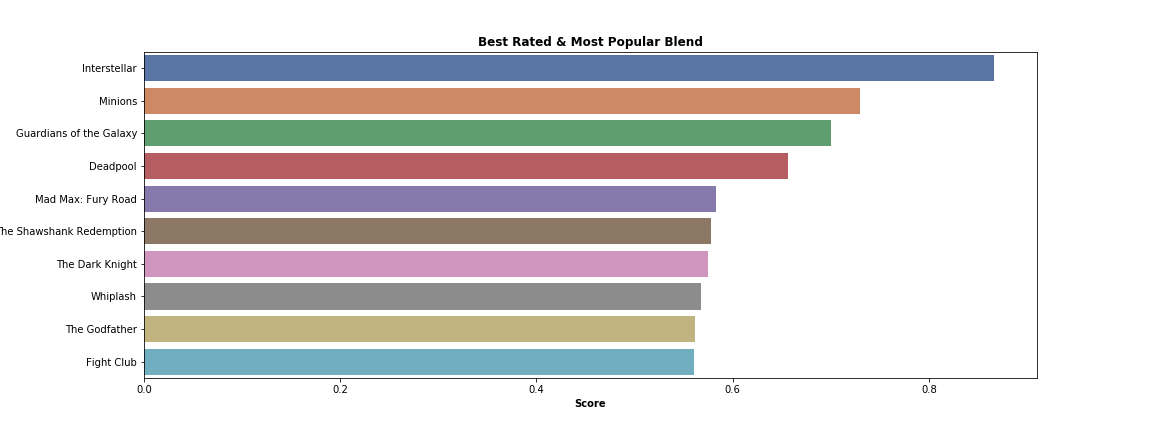 Best Rated & Most Popular Blend
Interstellar
Minions
Guardians of the Galaxy
Deadpool
Mad Max: Fury Road
he Shawshank Redemption
The Dark Knight
Whiplash
The Godfather
Fight Club
0.0 0.2 0.4 0.6 0.8
Score